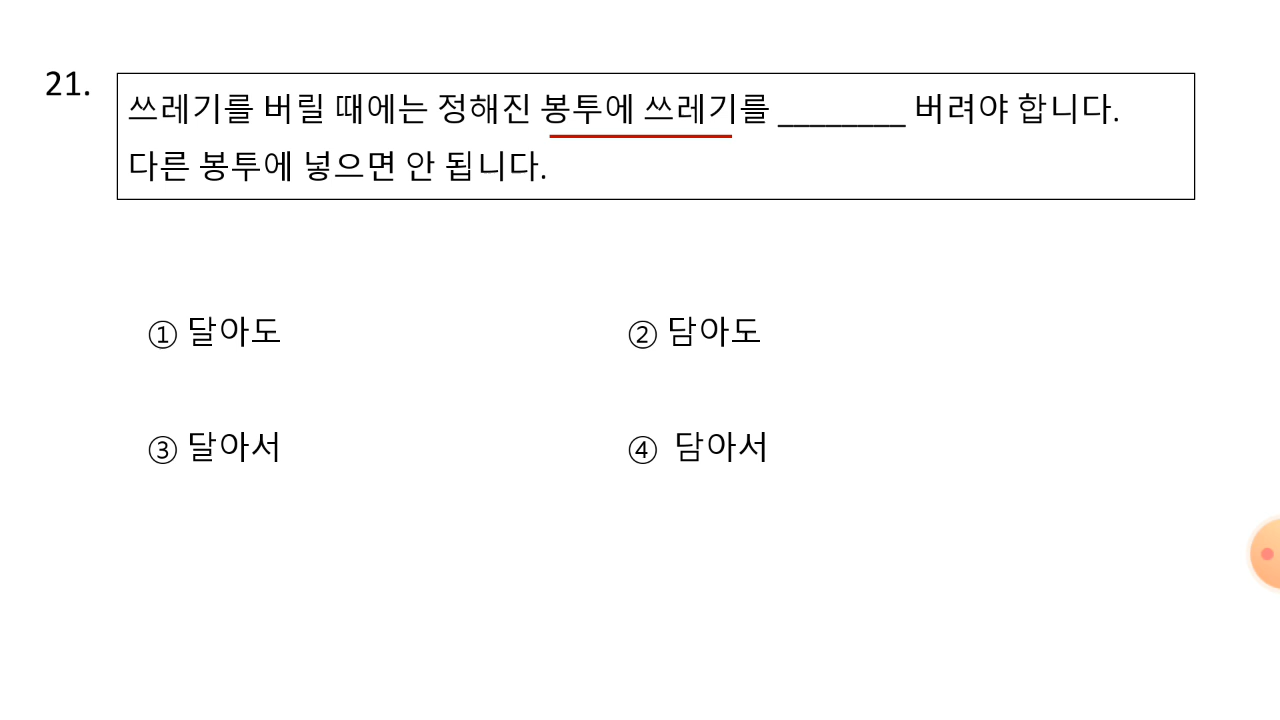 21.
쓰레기를 버릴 때에는 정해진 봉투에 쓰레기를 ________ 버려야 합니다.
다른 봉투에 넣으면 안 됩니다.
① 달아도 ② 담아도
③ 달아서 ④ 담아서